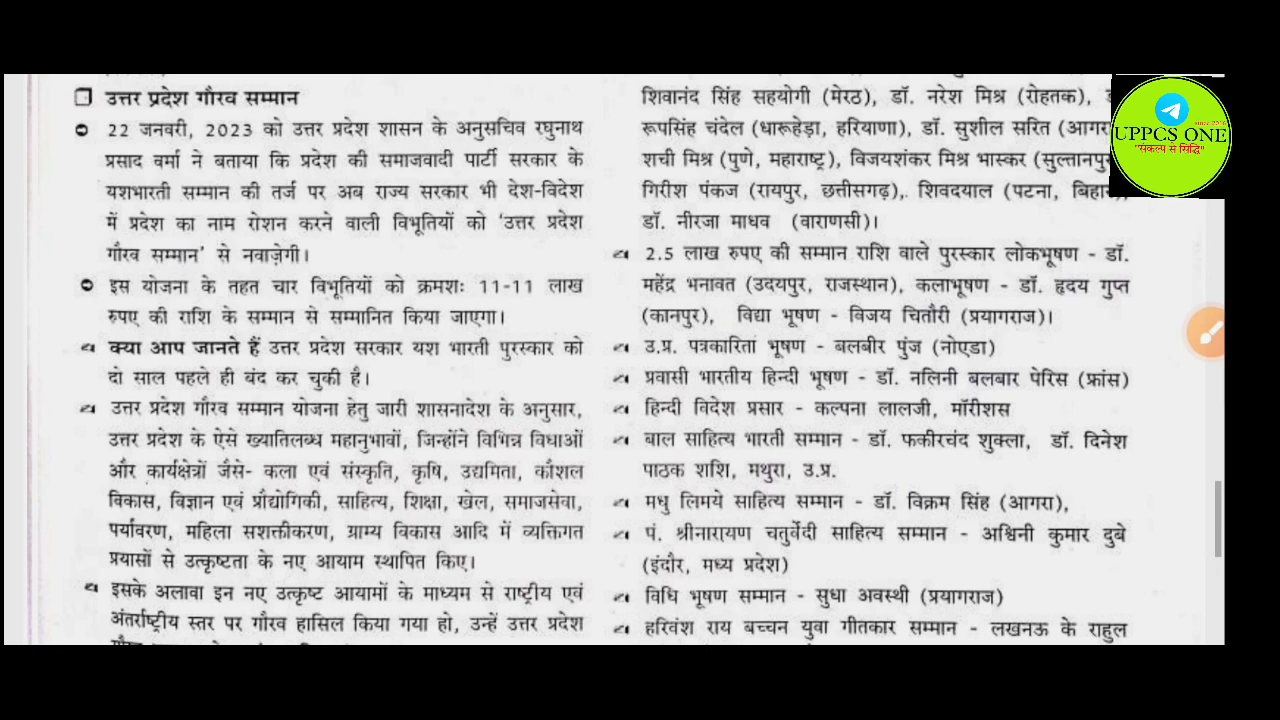 उत्तर प्रदेश गौरव सम्मान
22 जनवरी, 2023 को उत्तर प्रदेश शासन के अनुसचिव रघुनाथ
प्रसाद वर्मा ने बताया कि प्रदेश की समाजवादी पार्टी सरकार के
यशभारती सम्मान की तर्ज पर अब राज्य सरकार भी देश-विदेश
में प्रदेश का नाम रोशन करने वाली विभूतियों को 'उत्तर प्रदेश
गौरव सम्मान' से नवाज़ेगी।
इस योजना के तहत चार विभूतियों को क्रमशः 11-11 लाख
रुपए की राशि के सम्मान से सम्मानित किया जाएगा।
क्या आप जानते हैं उत्तर प्रदेश सरकार यश भारती पुरस्कार को
दो साल पहले ही बंद कर चुकी है।
उत्तर प्रदेश गौरव सम्मान योजना हेतु जारी शासनादेश के अनुसार,
उत्तर प्रदेश के ऐसे ख्यातिलब्ध महानुभावों, जिन्होंने विभिन्न विधाओं
और कार्यक्षेत्रों जैसे- कला एवं संस्कृति, कृषि, उद्यमिता, कौशल
विकास, विज्ञान एवं प्रौद्योगिकी, साहित्य, शिक्षा, खेल, समाजसेवा,
पर्यावरण, महिला सशक्तीकरण, ग्राम्य विकास आदि में व्यक्तिगत
प्रयासों से उत्कृष्टता के नए आयाम स्थापित किए।
इसके अलावा इन नए उत्कृष्ट आयामों के माध्यम से राष्ट्रीय एवं
अंतर्राष्ट्रीय स्तर पर गौरव हासिल किया गया हो, उन्हें उत्तर प्रदेश
शिवानंद सिंह सहयोगी (मेरठ), डॉ. नरेश मिश्र (रोहतक),
रूपसिंह चंदेल (धारूहेड़ा, हरियाणा), डॉ. सुशील सरित (आगर
शची मिश्र (पुणे, महाराष्ट्र), विजयशंकर मिश्र भास्कर (सुल्तानपु
गिरीश पंकज (रायपुर, छत्तीसगढ़),. शिवदयाल (पटना, बिहा
डॉ. नीरजा माधव (वाराणसी)।
2.5 लाख रुपए की सम्मान राशि वाले पुरस्कार लोकभूषण - डॉ.
महेंद्र भनावत (उदयपुर, राजस्थान), कलाभूषण - डॉ. हृदय गुप्त
(कानपुर), विद्या भूषण - विजय चितौरी (प्रयागराज)।
उ.प्र. पत्रकारिता भूषण - बलबीर पुंज (नोएडा)
प्रवासी भारतीय हिन्दी भूषण - डॉ. नलिनी बलबार पेरिस (फ्रांस)
हिन्दी विदेश प्रसार - कल्पना लालजी, मॉरीशस
बाल साहित्य भारती सम्मान - डॉ. फकीरचंद शुक्ला, डॉ. दिनेश
पाठक शशि, मथुरा, उ.प्र.
मधु लिमये साहित्य सम्मान - डॉ. विक्रम सिंह (आगरा),
पं. श्रीनारायण चतुर्वेदी साहित्य सम्मान - अश्विनी कुमार दुबे
(इंदौर, मध्य प्रदेश)
विधि भूषण सम्मान - सुधा अवस्थी (प्रयागराज)
हरिवंश राय बच्चन युवा गीतकार सम्मान - लखनऊ के राहुल
UPPCS ONE
"संकल्प से सिद्धि"